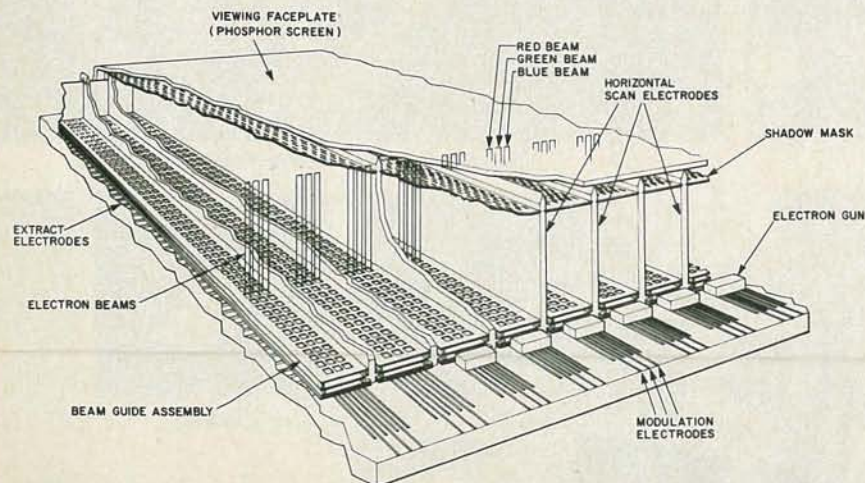 VIEWING FACEPLATE
(PHOSPHOR SCREEN)
RED BEAM
GREEN BEAM
BLUE BEAM
HORIZONTAL
SCAN ELECTRODES
SHADOW MASK
ELECTRON GUN
EXTRACT
ELECTRODES
ELECTRON BEAMS
BEAM GUIDE ASSEMBLY
MODULATION
ELECTRODES